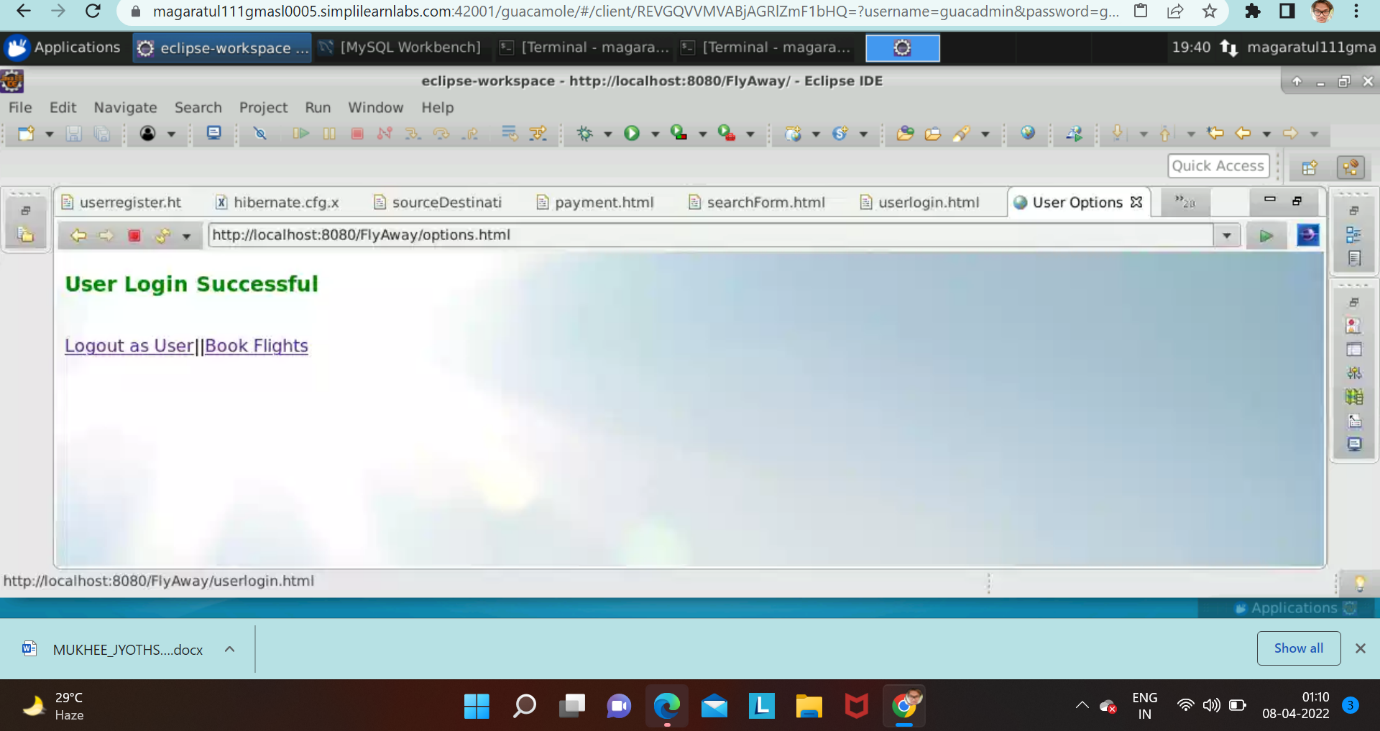 magaratul111gmasl0005.simplilearnlabs.com:42001/guacamole/#/client/REVGQVVMVABjAGRlZmF1bHQ=?username=guacadmin&password=g...
Applications
eclipse-workspace ...
[MySQL Workbench]
[Terminal - magara...
[Terminal - magara...
19:40
magaratul111gma
eclipse-workspace - http://localhost:8080/FlyAway/ - Eclipse IDE
File Edit Navigate Search Project Run Window Help
Quick Access
userregister.ht
hibernate.cfg.x
sourceDestinati
payment.html
searchForm.html
userlogin.html
User Options
»20
http://localhost:8080/FlyAway/options.html
User Login Successful
Logout as User||Book Flights
http://localhost:8080/FlyAway/userlogin.html
Applications
MUKHEE_JYOTHS....docx
Show all
29°C
Haze
ENG
IN
01:10
08-04-2022
3